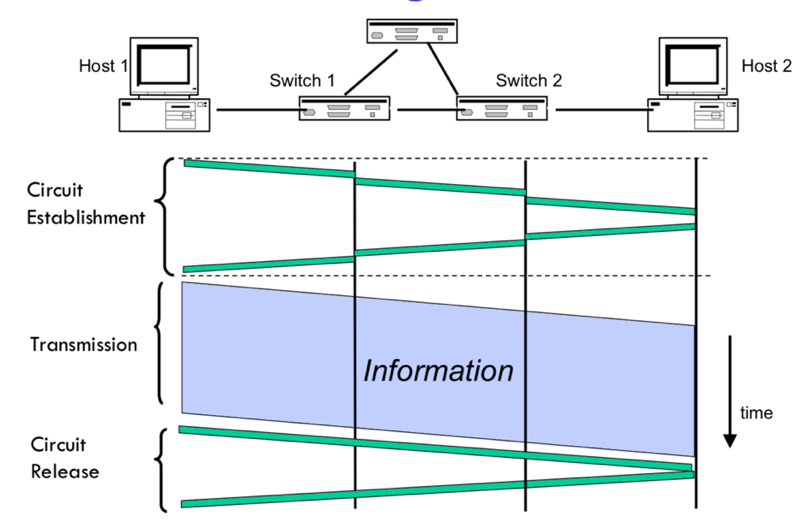 Host 1
Switch 1
Switch 2
Host 2
Circuit
Establishment
Transmission
Information
time
Circuit
Release